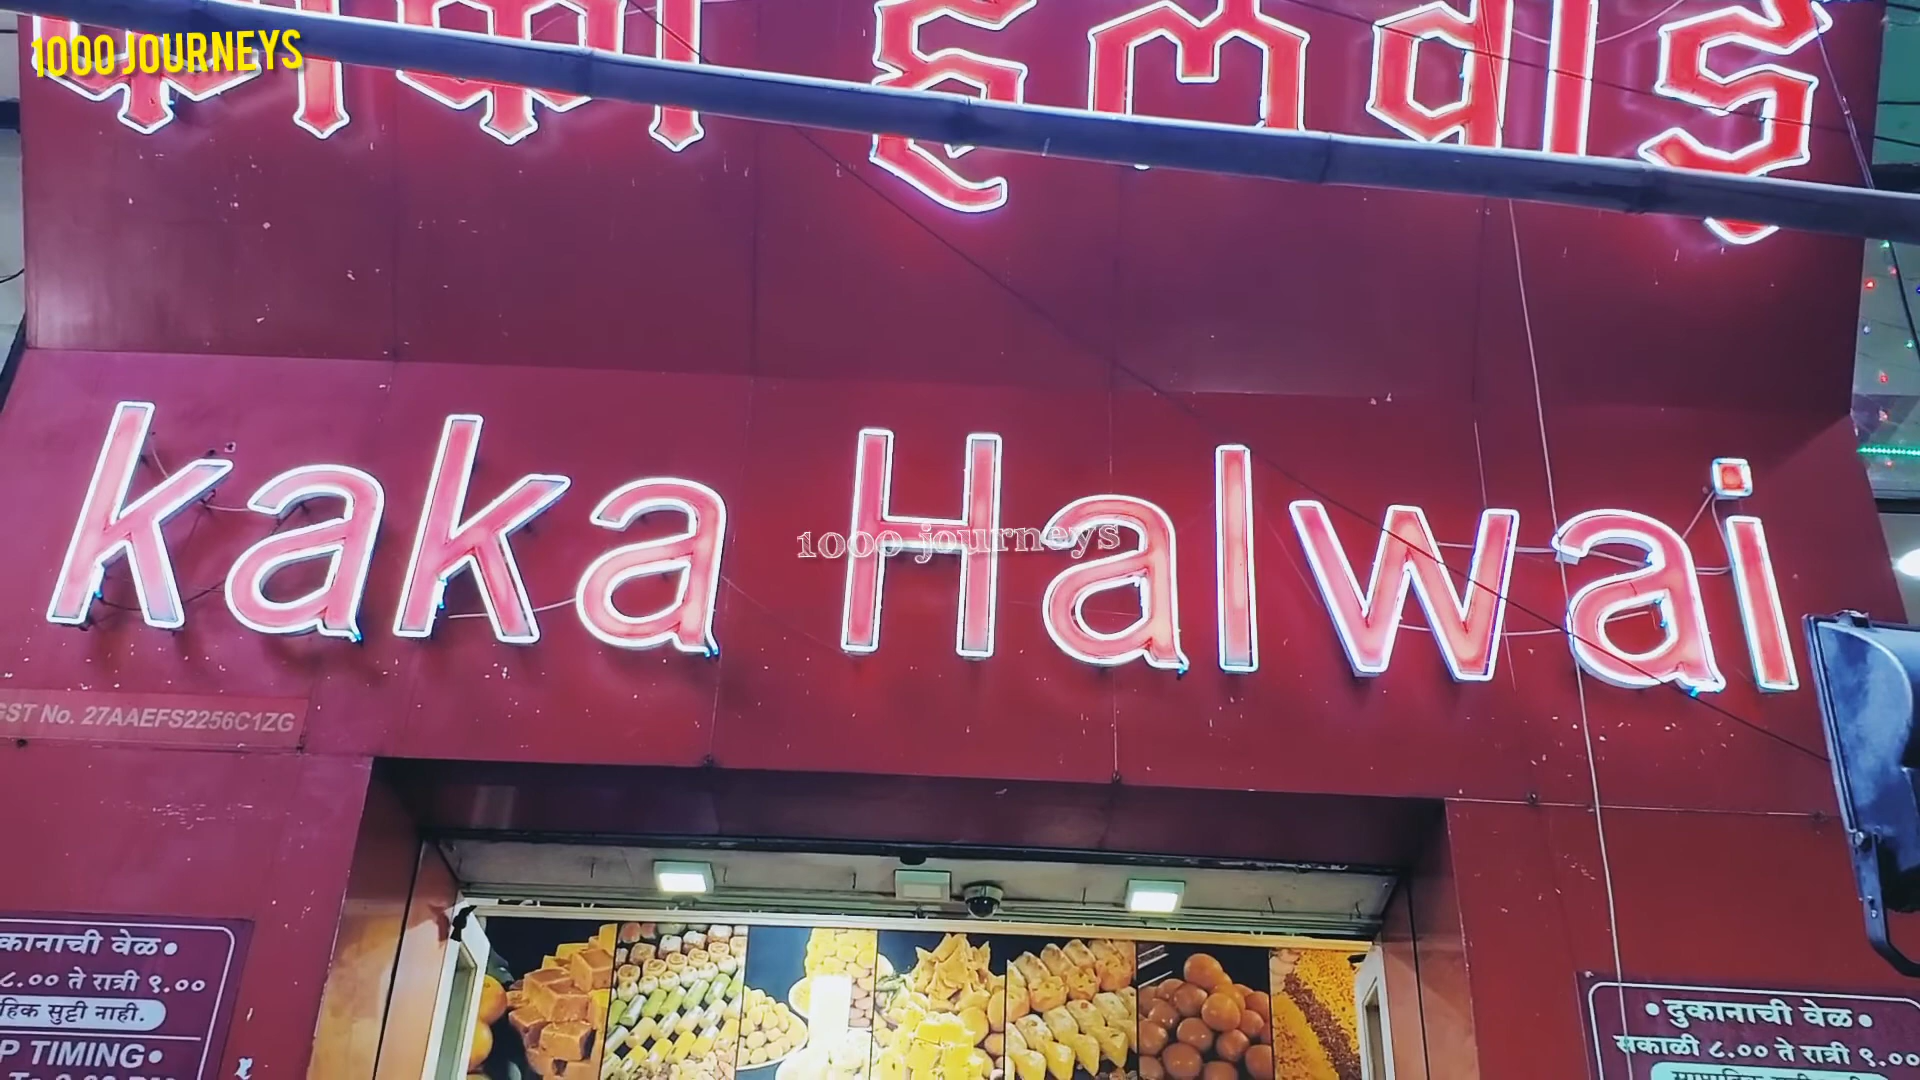 1000 JOURNEYS
काका हलवाई
kaka Halwai
1000 journeys
GST No. 27AAEFS2256C1ZG
वेळ•
८.०० ते रात्री ९.००
सुट्टी नाही.
TIMING•
•दुकानाची वेळ•
सकाळी ८.०० ते रात्री ९.००